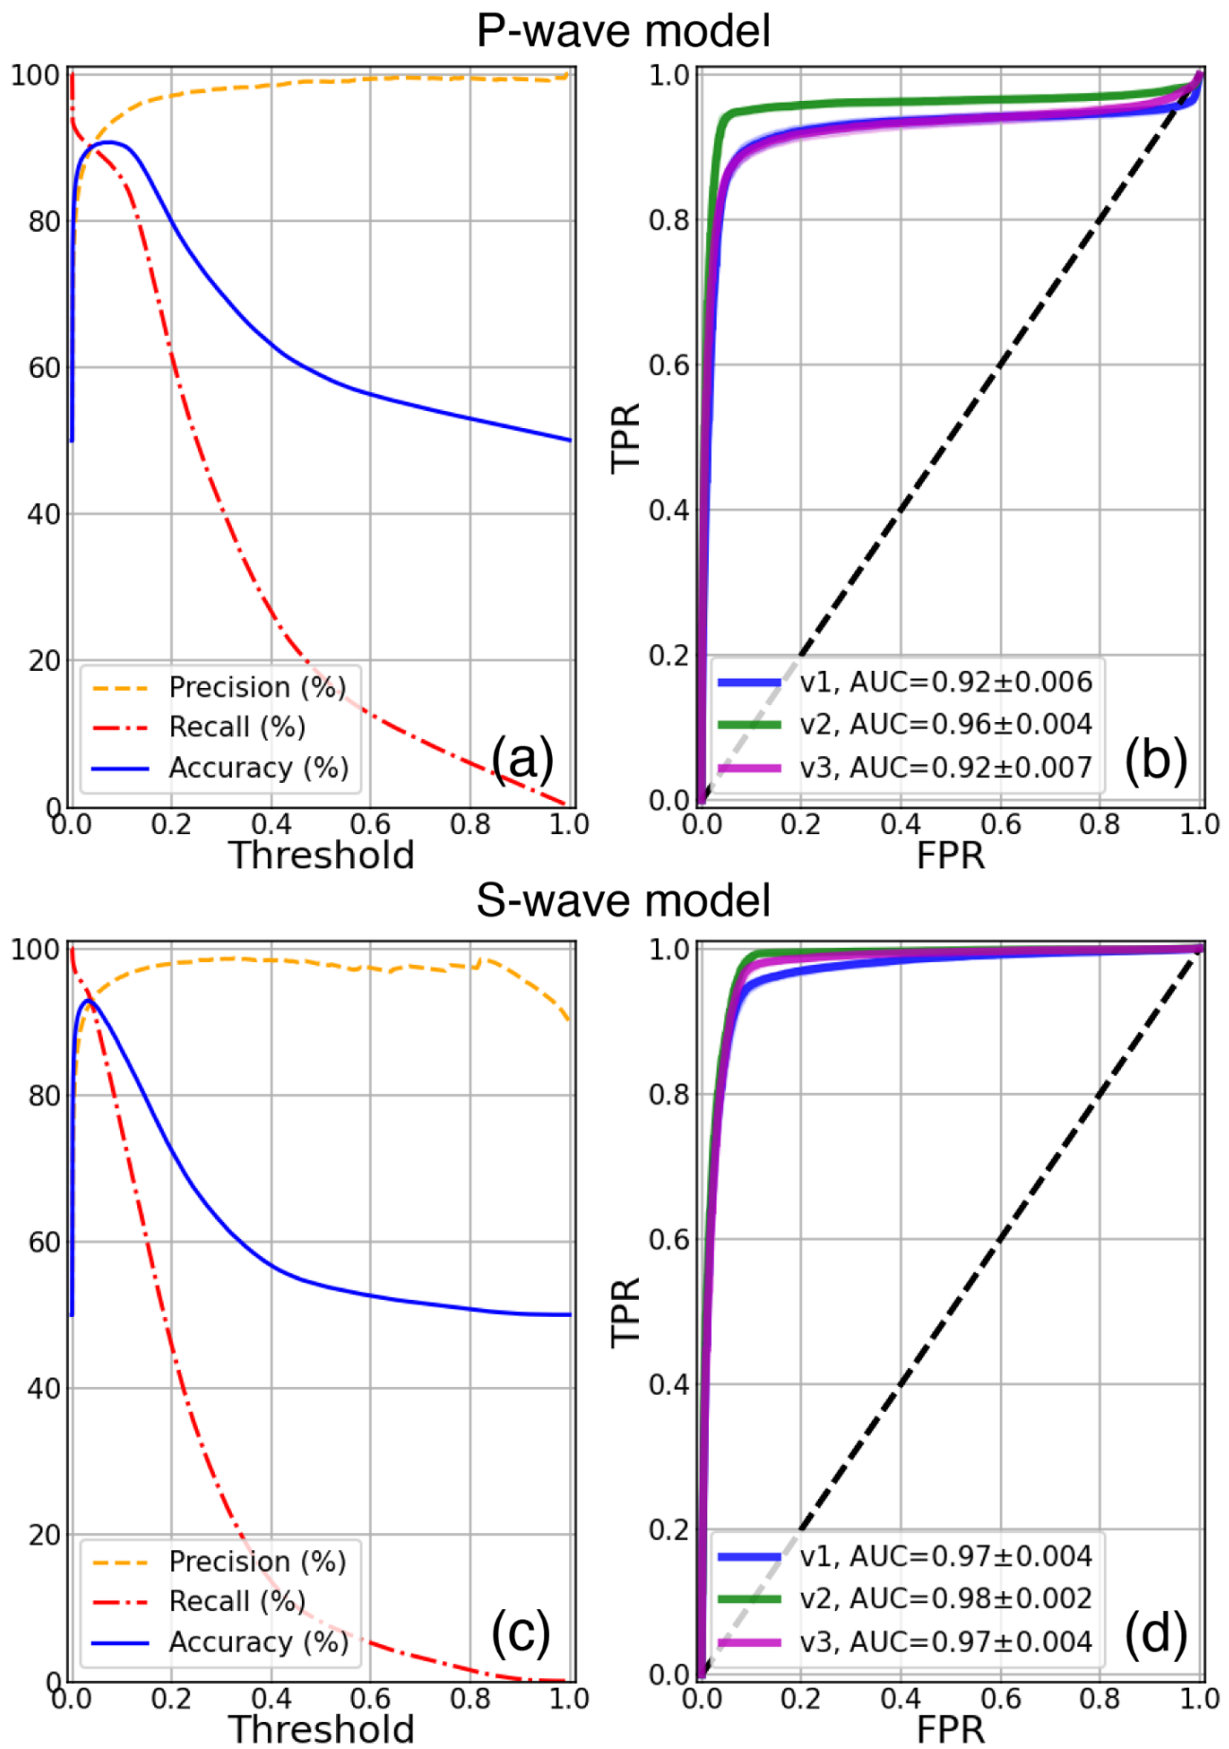 P-wave model
100
80
60
40
20
0
Precision (%)
Recall (%)
Accuracy (%)
(a)
0.0 0.2 0.4 0.6 0.8 1.0
Threshold
TPR
1.0
0.8
0.6
0.4
0.2
0.0
v1, AUC=0.92±0.006
v2, AUC=0.96±0.004
v3, AUC=0.92±0.007
(b)
0.0 0.2 0.4 0.6 0.8 1.0
FPR
S-wave model
100
80
60
40
20
0
Precision (%)
Recall (%)
Accuracy (%)
(c)
0.0 0.2 0.4 0.6 0.8 1.0
Threshold
TPR
1.0
0.8
0.6
0.4
0.2
0.0
v1, AUC=0.97±0.004
v2, AUC=0.98±0.002
v3, AUC=0.97±0.004
(d)
0.0 0.2 0.4 0.6 0.8 1.0
FPR